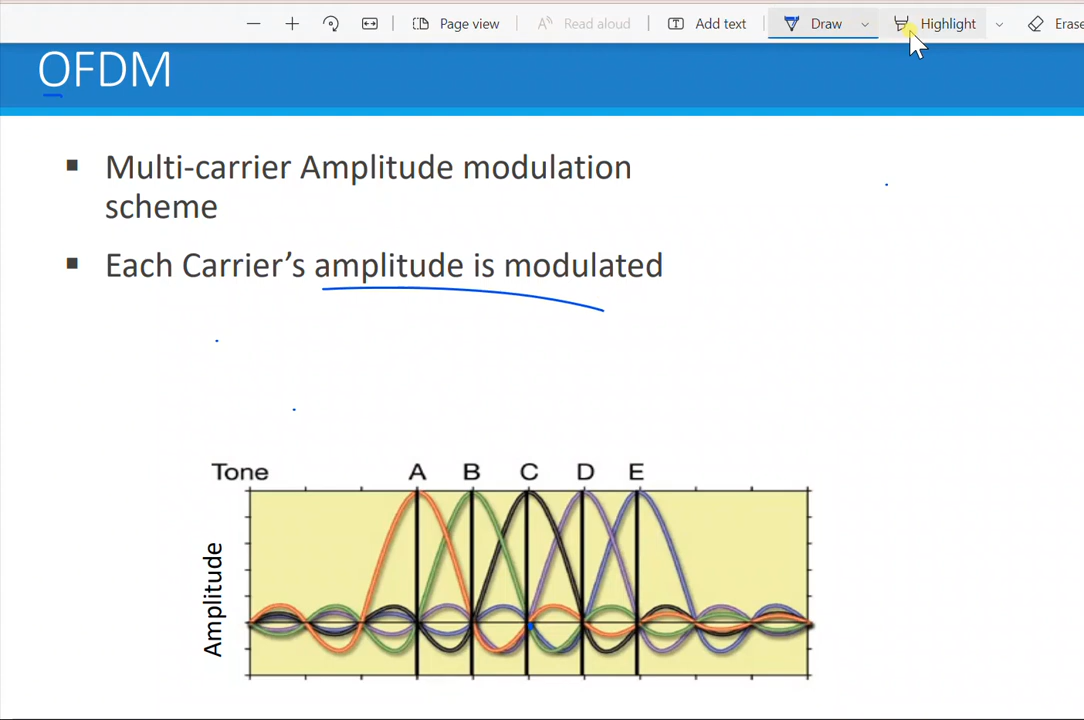 Page view
Read aloud
Add text
Draw
Highlight
Erase
OFDM
Multi-carrier Amplitude modulation
scheme
Each Carrier’s amplitude is modulated
Tone A B C D E
Amplitude